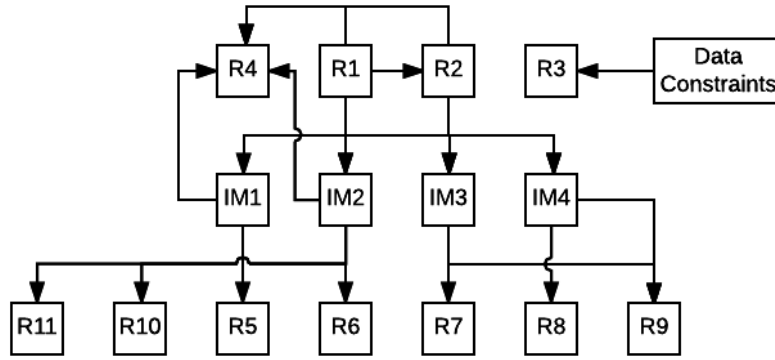 R4
R1
R2
R3
Data
Constraints
IM1
IM2
IM3
IM4
R11
R10
R5
R6
R7
R8
R9